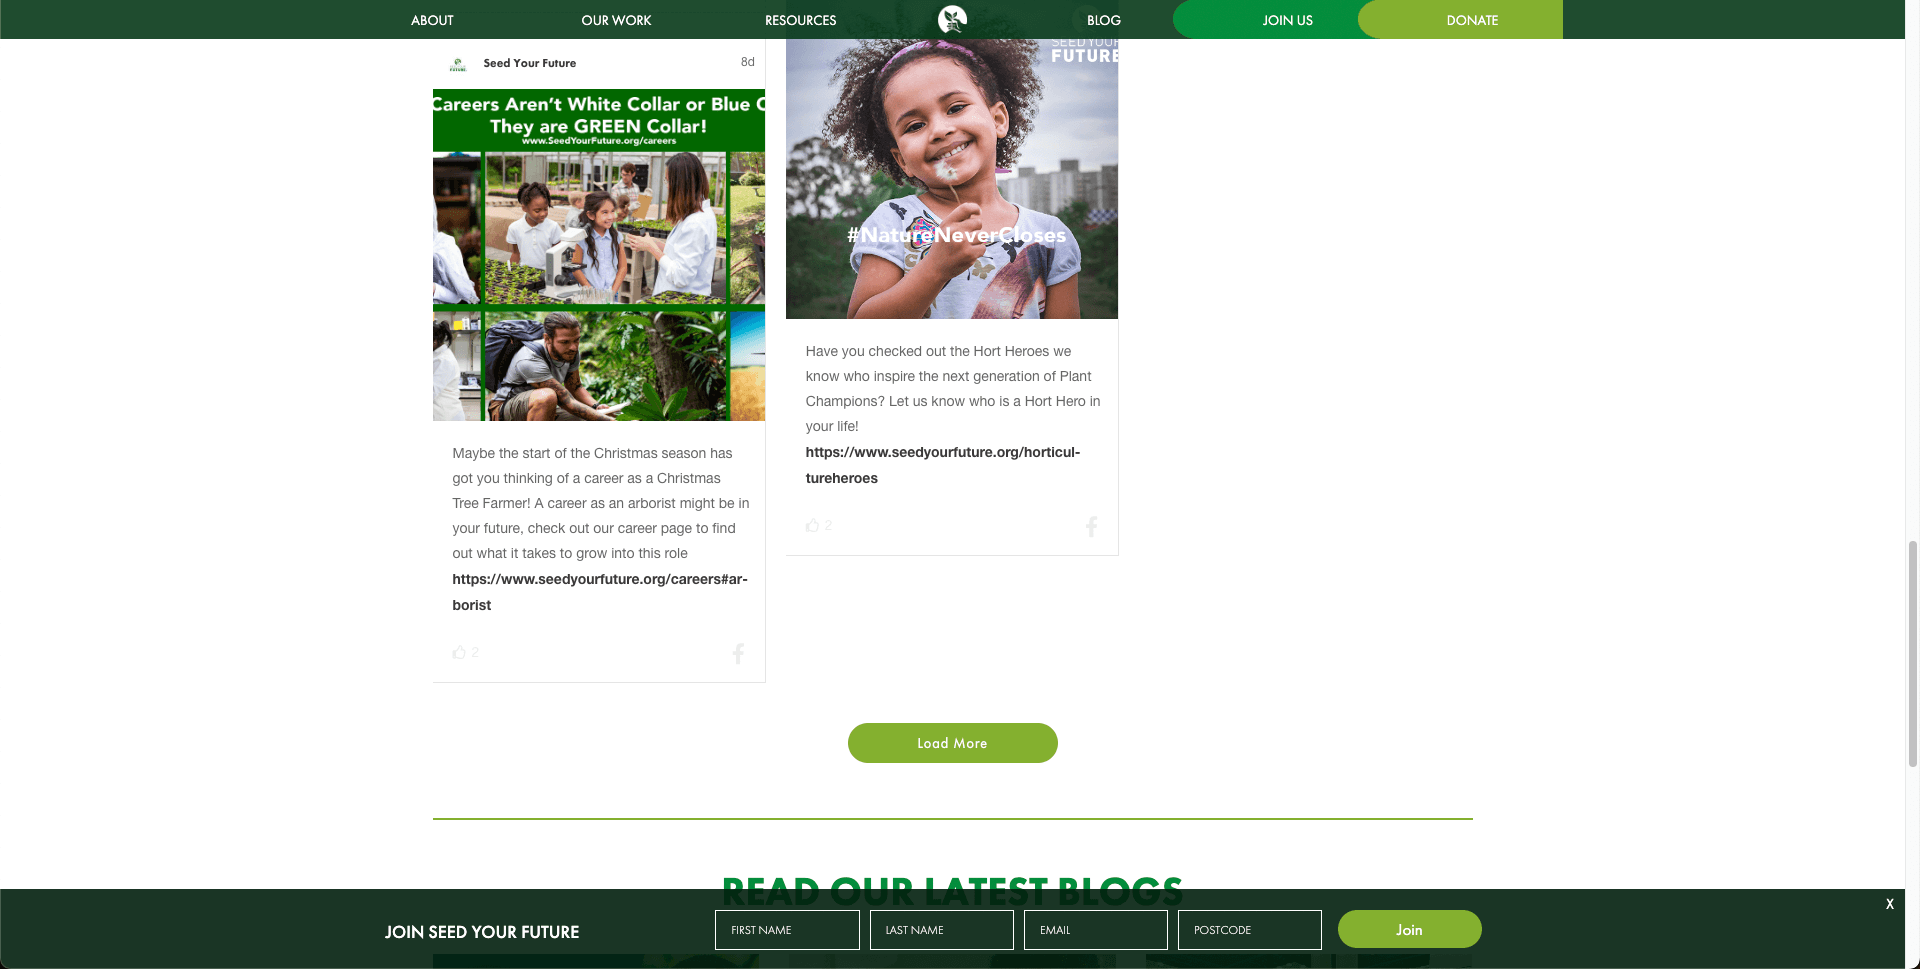 ABOUT
OUR WORK
RESOURCES
BLOG
JOIN US
DONATE
Seed Your Future
8d
Careers Aren't White Collar or Blue C
They are GREEN Collar!
www.SeedYourFuture.org/careers
Maybe the start of the Christmas season has
got you thinking of a career as a Christmas
Tree Farmer! A career as an arborist might be in
your future, check out our career page to find
out what it takes to grow into this role
https://www.seedyourfuture.org/careers#ar-
borist
2
SEED YOUR
FUTURE
#NatureNeverCloses
Have you checked out the Hort Heroes we
know who inspire the next generation of Plant
Champions? Let us know who is a Hort Hero in
your life!
https://www.seedyourfuture.org/horticul-
tureheroes
2
Load More
READ OUR LATEST BLOGS
X
JOIN SEED YOUR FUTURE
FIRST NAME
LAST NAME
EMAIL
POSTCODE
Join